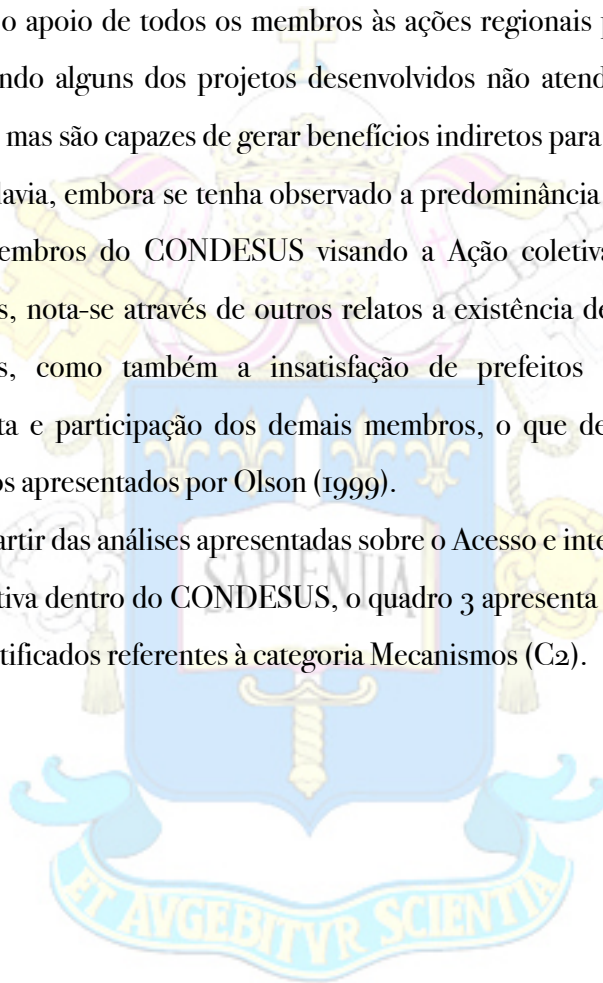 o apoio de todos os membros às ações regionais
ndo alguns dos projetos desenvolvidos não atend
mas são capazes de gerar benefícios indiretos para
lavia, embora se tenha observado a predominância
embros do CONDESUS visando a Ação coletiva
s, nota-se através de outros relatos a existência de
s, como também a insatisfação de prefeitos
ta e participação dos demais membros, o que de
os apresentados por Olson (1999).
artir das análises apresentadas sobre o Acesso e inte
tiva dentro do CONDESUS, o quadro 3 apresenta
tificados referentes à categoria Mecanismos (C2).
SAPIENTIA
ET AVGEBITVR SCIENTI